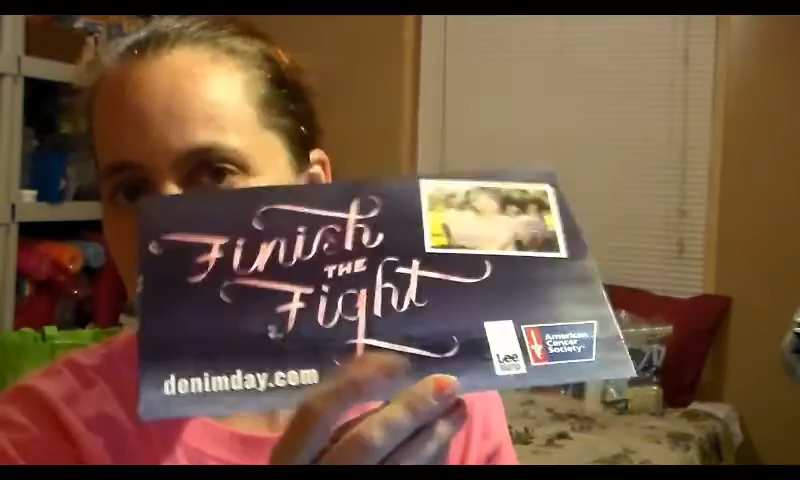 Finish
THE
Fight
denimday.com
Lee
American
Cancer
Society